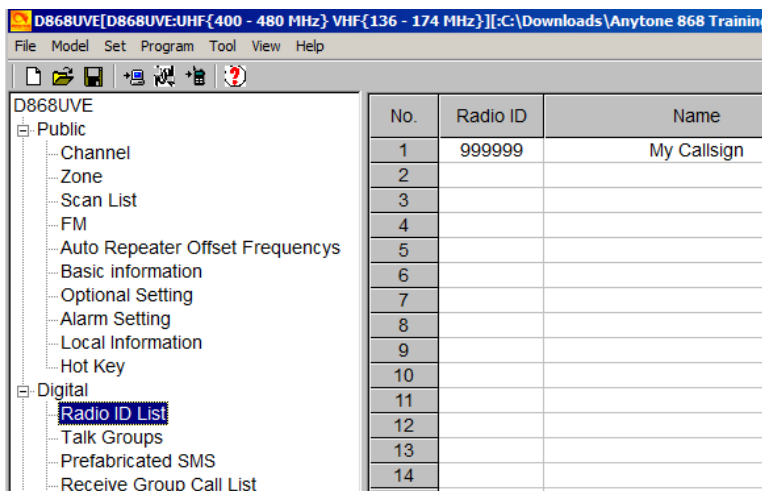 D868UVE[D868UVE:UHF{400 - 480 MHz} VHF{136 - 174 MHz}][:C:\Downloads\Anytone 868 Training
File Model Set Program Tool View Help
D868UVE
Public
Channel
Zone
Scan List
FM
Auto Repeater Offset Frequencys
Basic information
Optional Setting
Alarm Setting
Local Information
Hot Key
Digital
Radio ID List
Talk Groups
Prefabricated SMS
Receive Group Call List
No. Radio ID Name
1 999999 My Callsign
2
3
4
5
6
7
8
9
10
11
12
13
14